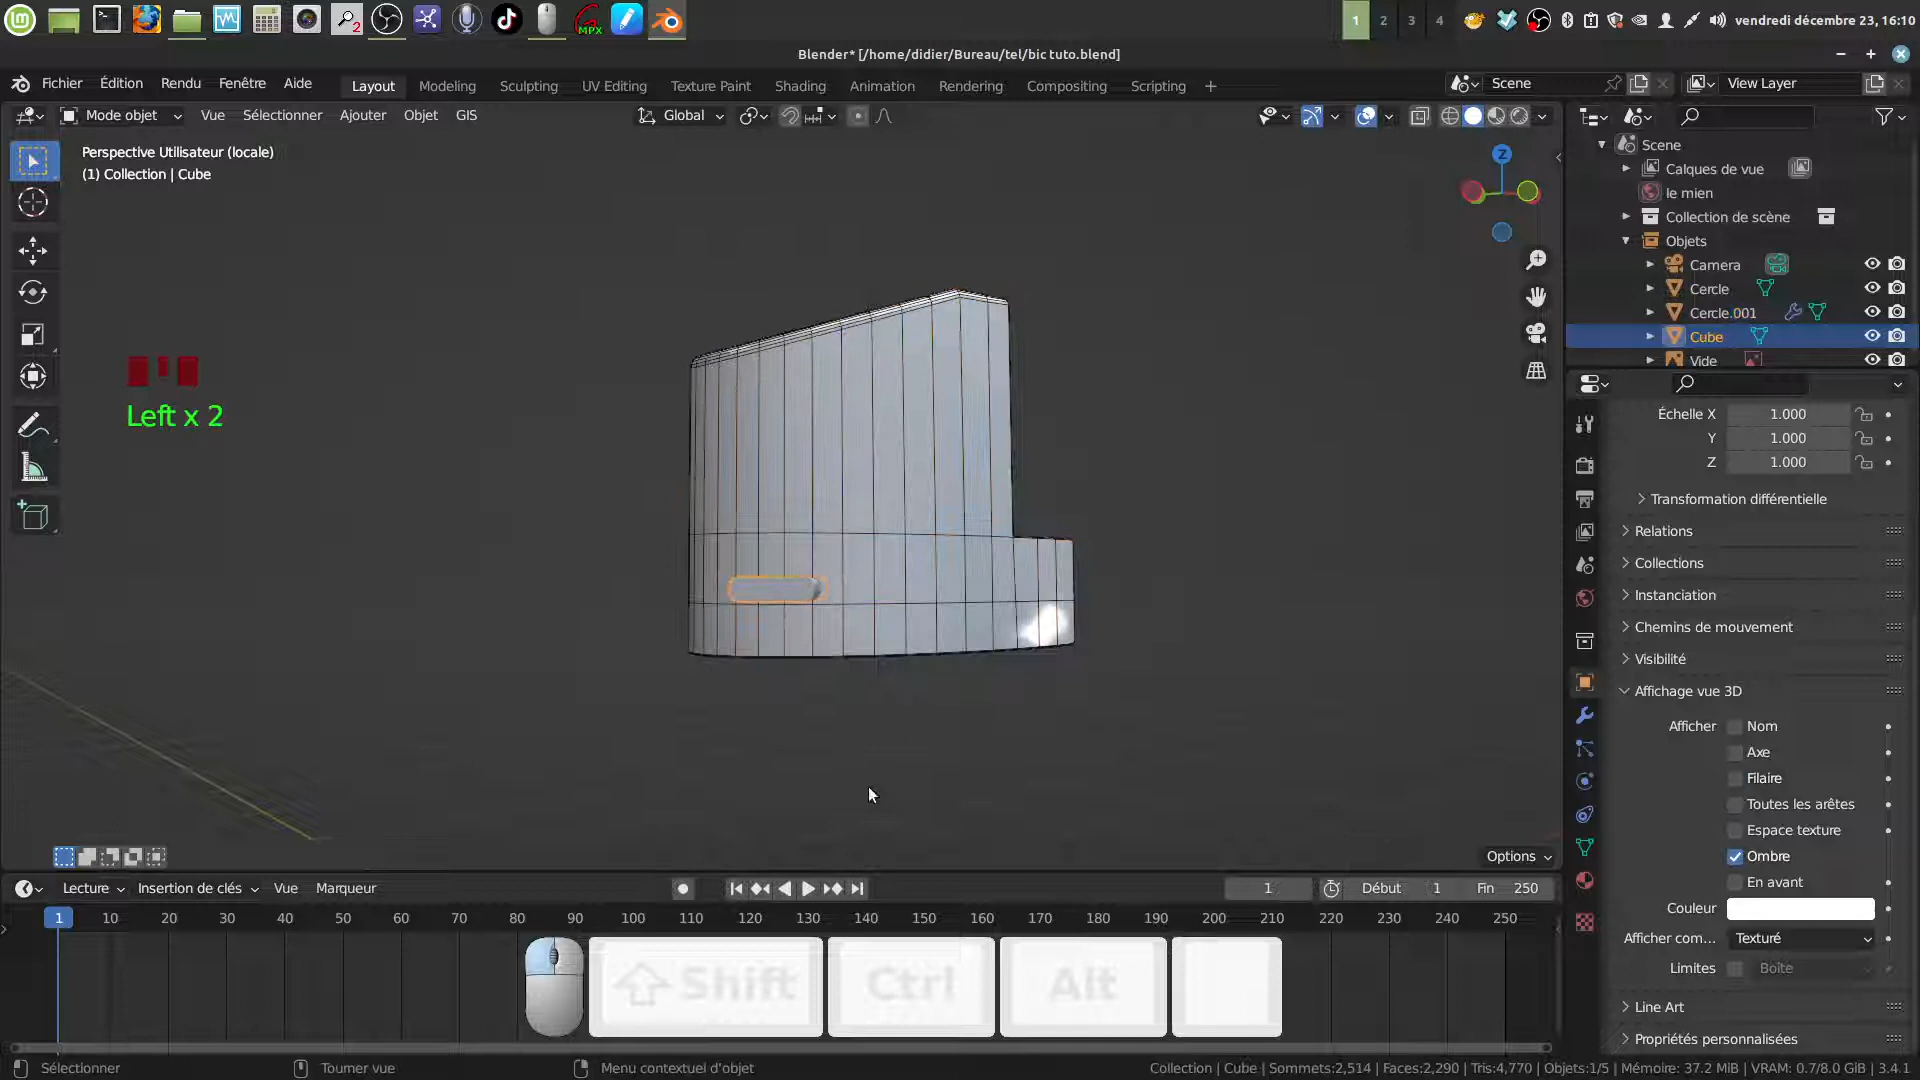 1 2 3 4 vendredi décembre 23, 16:10
2 MPX
Blender* [/home/didier/Bureau/tel/bic tuto.blend]
Fichier Édition Rendu Fenêtre Aide Layout Modeling Sculpting UV Editing Texture Paint Shading Animation Rendering Compositing Scripting + Scene View Layer
Mode objet Vue Sélectionner Ajouter Objet GIS Global
Perspective Utilisateur (locale)
(1) Collection | Cube
Z
Left x 2
Options
Scene
Calques de vue
le mien
Collection de scène
Objets
Camera
Cercle
Cercle.001
Cube
Vide
Échelle X 1.000
Y 1.000
Z 1.000
Transformation différentielle
Relations
Collections
Instanciation
Chemins de mouvement
Visibilité
Affichage vue 3D
Afficher Nom
Axe
Filaire
Toutes les arêtes
Espace texture
Ombre
En avant
Couleur
Afficher com... Texturé
Limites Boîte
Line Art
Propriétés personnalisées
Lecture Insertion de clés Vue Marqueur 1 Début 1 Fin 250
1 10 20 30 40 50 60 70 80 90 100 110 120 130 140 150 160 170 180 190 200 210 220 230 240 250
Shift Ctrl Alt
Sélectionner Tourner vue Menu contextuel d'objet Collection | Cube | Sommets:2,514 | Faces:2,290 | Tris:4,770 | Objets:1/5 | Mémoire: 37.2 MiB | VRAM: 0.7/8.0 GiB | 3.4.1